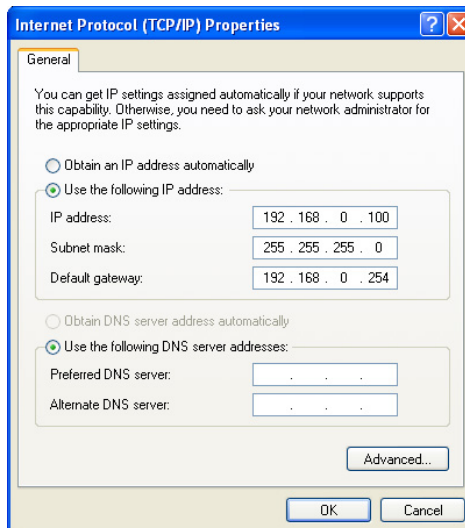 Internet Protocol (TCP/IP) Properties
General
You can get IP settings assigned automatically if your network supports
this capability. Otherwise, you need to ask your network administrator for
the appropriate IP settings.
Obtain an IP address automatically
Use the following IP address:
IP address: 192 . 168 . 0 . 100
Subnet mask: 255 . 255 . 255 . 0
Default gateway: 192 . 168 . 0 . 254
Obtain DNS server address automatically
Use the following DNS server addresses:
Preferred DNS server: . . .
Alternate DNS server: . . .
Advanced...
OK Cancel